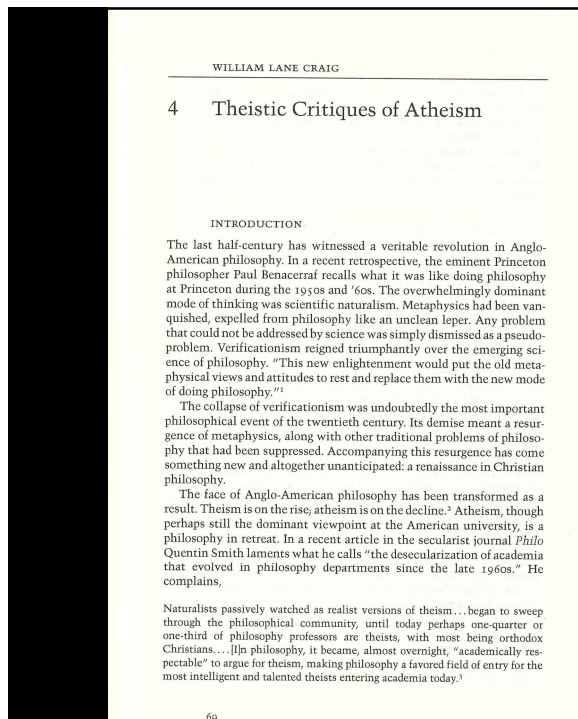 WILLIAM LANE CRAIG
4 Theistic Critiques of Atheism
INTRODUCTION
The last half-century has witnessed a veritable revolution in Anglo-
American philosophy. In a recent retrospective, the eminent Princeton
philosopher Paul Benacerraf recalls what it was like doing philosophy
at Princeton during the 1950s and '60s. The overwhelmingly dominant
mode of thinking was scientific naturalism. Metaphysics had been van-
quished, expelled from philosophy like an unclean leper. Any problem
that could not be addressed by science was simply dismissed as a pseudo-
problem. Verificationism reigned triumphantly over the emerging sci-
ence of philosophy. "This new enlightenment would put the old meta-
physical views and attitudes to rest and replace them with the new mode
of doing philosophy."¹
The collapse of verificationism was undoubtedly the most important
philosophical event of the twentieth century. Its demise meant a resur-
gence of metaphysics, along with other traditional problems of philoso-
phy that had been suppressed. Accompanying this resurgence has come
something new and altogether unanticipated: a renaissance in Christian
philosophy.
The face of Anglo-American philosophy has been transformed as a
result. Theism is on the rise; atheism is on the decline.² Atheism, though
perhaps still the dominant viewpoint at the American university, is a
philosophy in retreat. In a recent article in the secularist journal Philo
Quentin Smith laments what he calls "the desecularization of academia
that evolved in philosophy departments since the late 1960s." He
complains,
Naturalists passively watched as realist versions of theism...began to sweep
through the philosophical community, until today perhaps one-quarter or
one-third of philosophy professors are theists, with most being orthodox
Christians....[I]n philosophy, it became, almost overnight, "academically res-
pectable" to argue for theism, making philosophy a favored field of entry for the
most intelligent and talented theists entering academia today.³
69